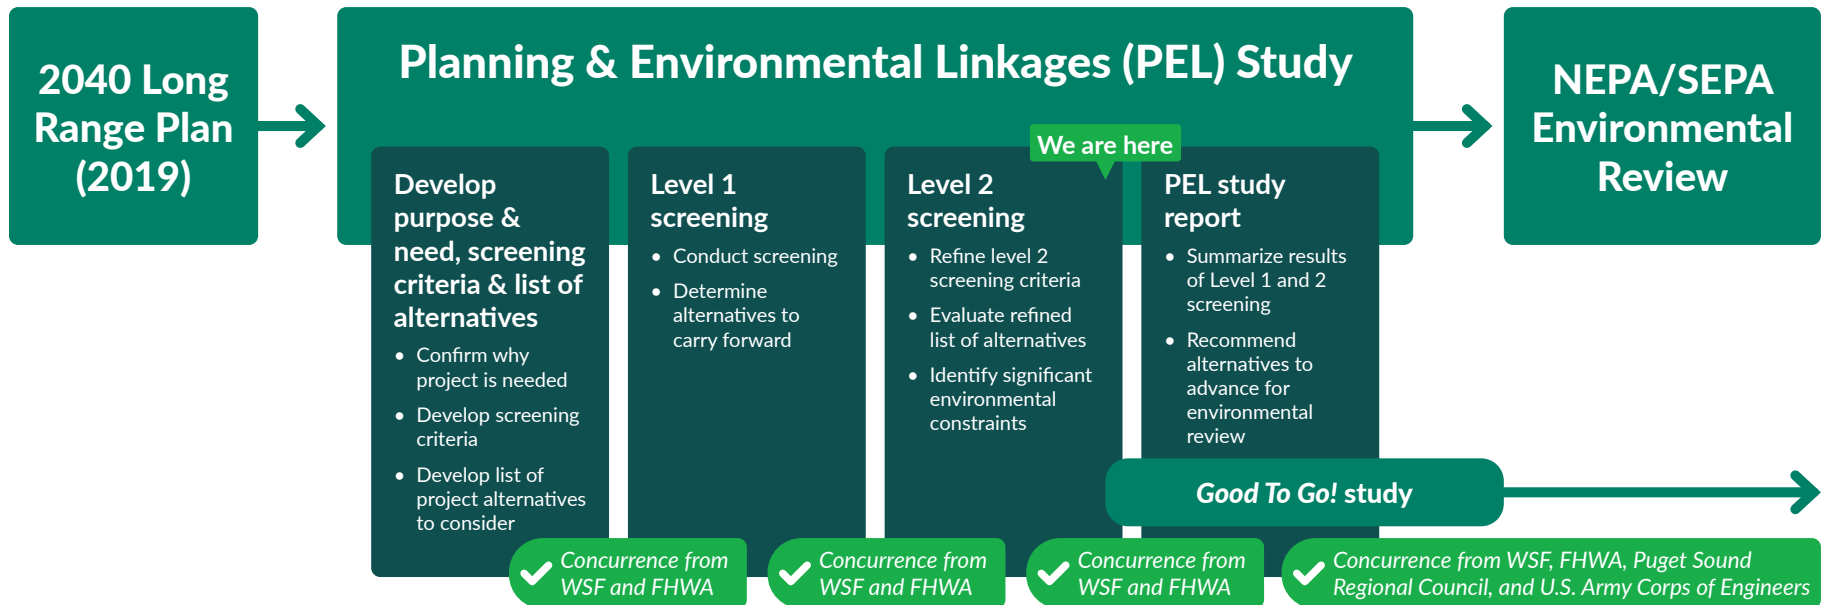 2040 Long
Range Plan
(2019)
Planning & Environmental Linkages (PEL) Study
We are here
Develop
purpose &
need, screening
criteria & list of
alternatives
• Confirm why
project is needed
• Develop screening
criteria
• Develop list of
project alternatives
to consider
Concurrence from
WSF and FHWA
Level 1
screening
• Conduct screening
• Determine
alternatives to
carry forward
Concurrence from
WSF and FHWA
Level 2
screening
• Refine level 2
screening criteria
• Evaluate refined
list of alternatives
• Identify significant
environmental
constraints
Concurrence from
WSF and FHWA
PEL study
report
• Summarize results
of Level 1 and 2
screening
• Recommend
alternatives to
advance for
environmental
review
Good To Go! study
Concurrence from WSF, FHWA, Puget Sound
Regional Council, and U.S. Army Corps of Engineers
NEPA/SEPA
Environmental
Review